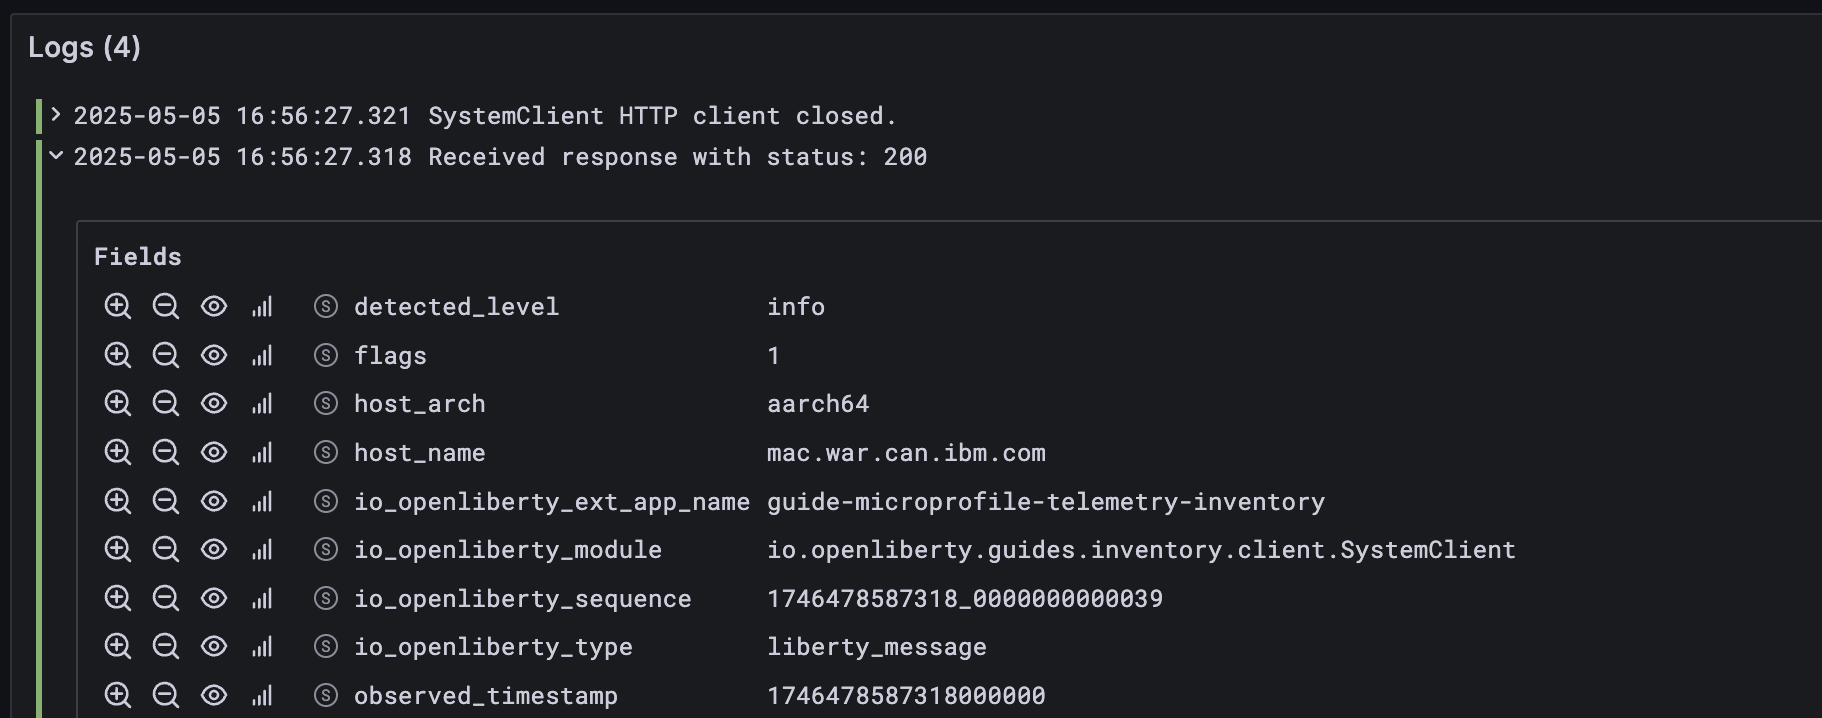 Logs (4)
2025-05-05 16:56:27.321 SystemClient HTTP client closed.
2025-05-05 16:56:27.318 Received response with status: 200
Fields
S detected_level info
S flags 1
S host_arch aarch64
S host_name mac.war.can.ibm.com
S io_openliberty_ext_app_name guide-microprofile-telemetry-inventory
S io_openliberty_module io.openliberty.guides.inventory.client.SystemClient
S io_openliberty_sequence 1746478587318_0000000000039
S io_openliberty_type liberty_message
S observed_timestamp 1746478587318000000